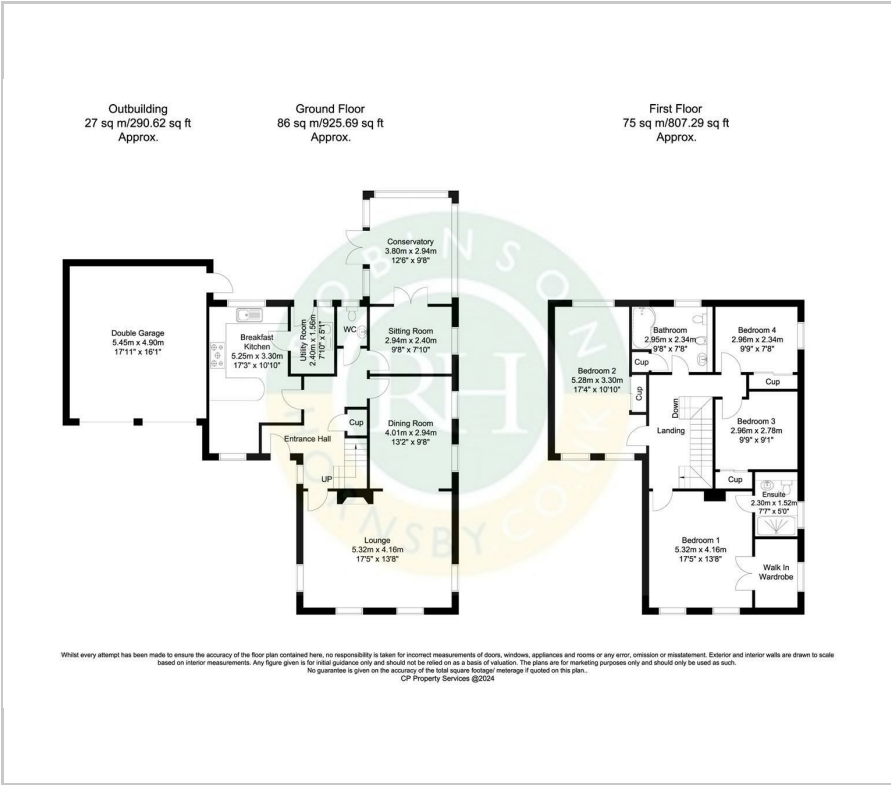 Outbuilding
27 sq m/290.62 sq ft
Approx.
Ground Floor
86 sq m/925.69 sq ft
Approx.
First Floor
75 sq m/807.29 sq ft
Approx.
Conservatory
3.80m x 2.94m
12'6" x 9'8"
Double Garage
5.45m x 4.90m
17'11" x 16'1"
Breakfast
Kitchen
5.25m x 3.30m
17'3" x 10'10"
Utility Room
2.40m x 1.56m
7'10" x 5'1"
WC
Sitting Room
2.94m x 2.40m
9'8" x 7'10"
Dining Room
4.01m x 2.94m
13'2" x 9'8"
Cup
Entrance Hall
UP
Lounge
5.32m x 4.16m
17'5" x 13'8"
Bedroom 2
5.28m x 3.30m
17'4" x 10'10"
Bathroom
2.95m x 2.34m
9'8" x 7'8"
Cup
Cup
Bedroom 4
2.96m x 2.34m
9'9" x 7'8"
Cup
Down
Landing
Bedroom 3
2.96m x 2.78m
9'9" x 9'1"
Cup
Ensuite
2.30m x 1.52m
7'7" x 5'0"
Bedroom 1
5.32m x 4.16m
17'5" x 13'8"
Walk In
Wardrobe
ROBINSON
RH
HORNSBY
CO.UK
Whilst every attempt has been made to ensure the accuracy of the floor plan contained here, no responsibility is taken for incorrect measurements of doors, windows, appliances and rooms or any error, omission or misstatement. Exterior and interior walls are drawn to scale
based on interior measurements. Any figure given is for initial guidance only and should not be relied on as a basis of valuation. The plans are for marketing purposes only and should only be used as such.
No guarantee is given on the accuracy of the total square footage/ meterage if quoted on this plan..
CP Property Services @2024